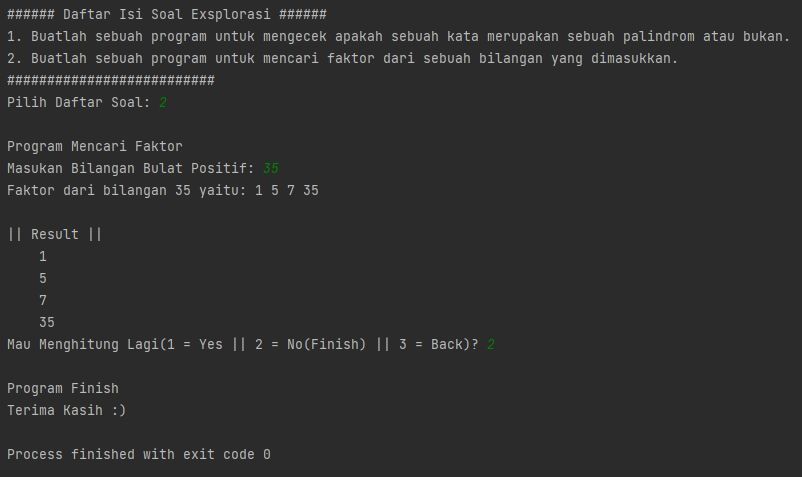 ###### Daftar Isi Soal Exsplorasi ######
1. Buatlah sebuah program untuk mengecek apakah sebuah kata merupakan sebuah palindrom atau bukan.
2. Buatlah sebuah program untuk mencari faktor dari sebuah bilangan yang dimasukkan.
##########################
Pilih Daftar Soal: 2
Program Mencari Faktor
Masukan Bilangan Bulat Positif: 35
Faktor dari bilangan 35 yaitu: 1 5 7 35
|| Result ||
1
5
7
35
Mau Menghitung Lagi(1 = Yes || 2 = No(Finish) || 3 = Back)? 2
Program Finish
Terima Kasih :)
Process finished with exit code 0